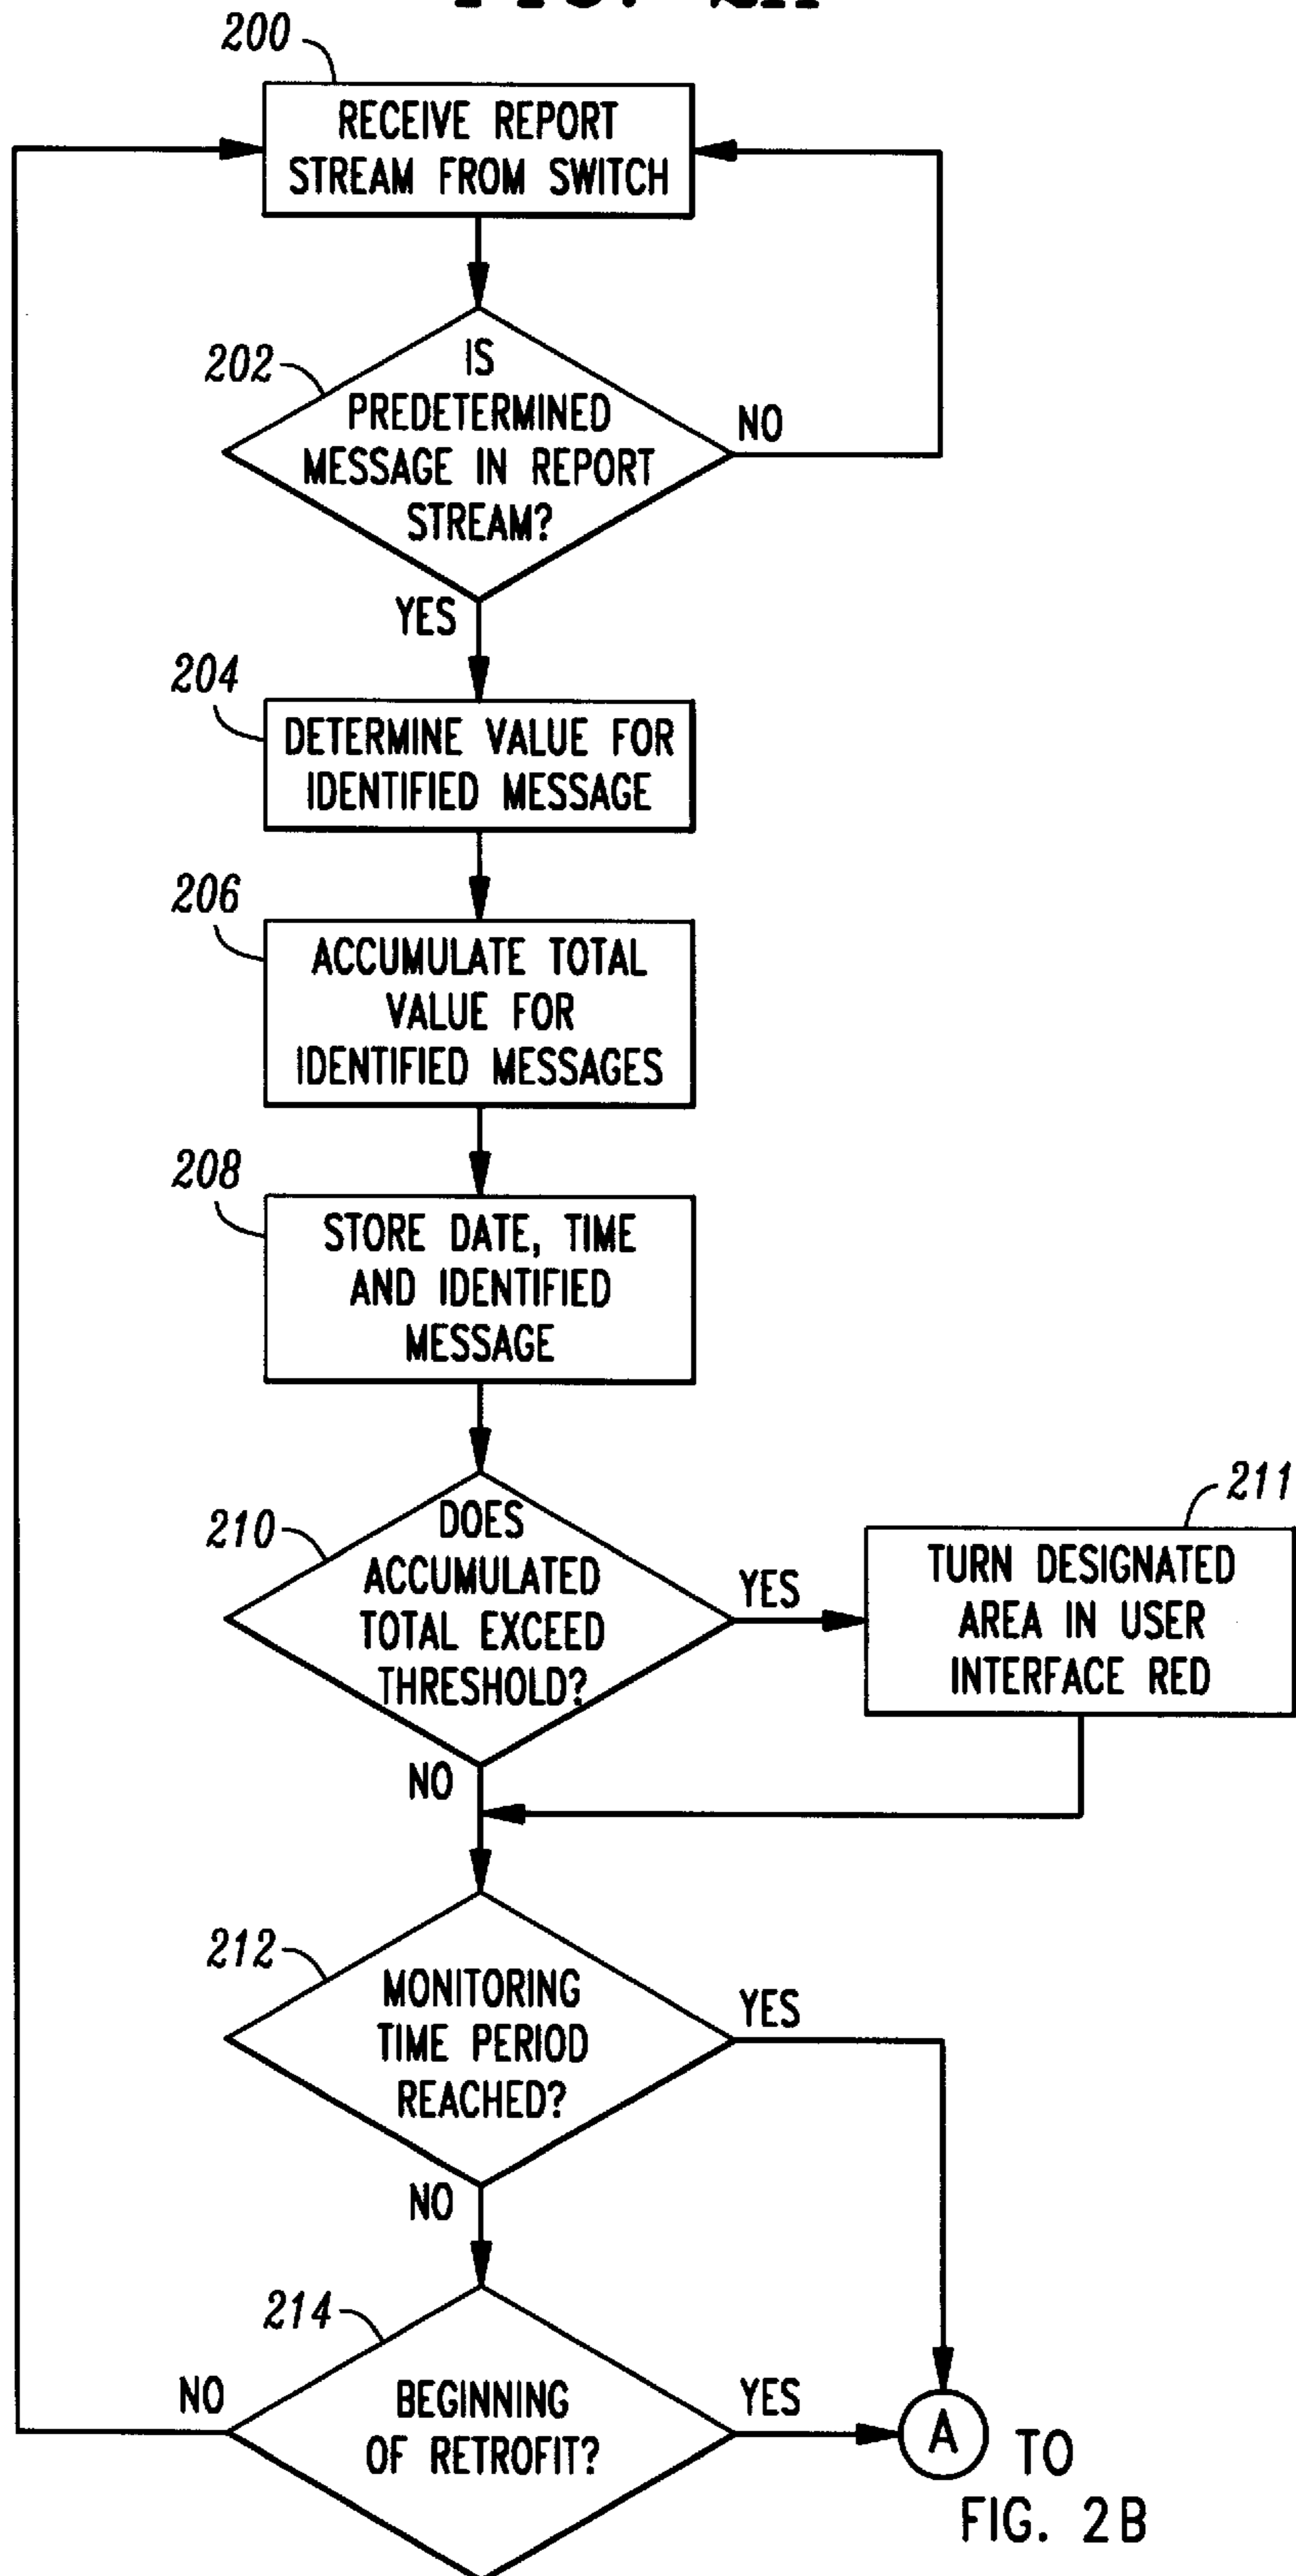 200
RECEIVE REPORT
STREAM FROM SWITCH
202
IS
PREDETERMINED
MESSAGE IN REPORT
STREAM?
NO
YES
204
DETERMINE VALUE FOR
IDENTIFIED MESSAGE
206
ACCUMULATE TOTAL
VALUE FOR
IDENTIFIED MESSAGES
208
STORE DATE, TIME
AND IDENTIFIED
MESSAGE
210
DOES
ACCUMULATED
TOTAL EXCEED
THRESHOLD?
YES
NO
211
TURN DESIGNATED
AREA IN USER
INTERFACE RED
212
MONITORING
TIME PERIOD
REACHED?
YES
NO
214
BEGINNING
OF RETROFIT?
NO
YES
A TO
FIG. 2B